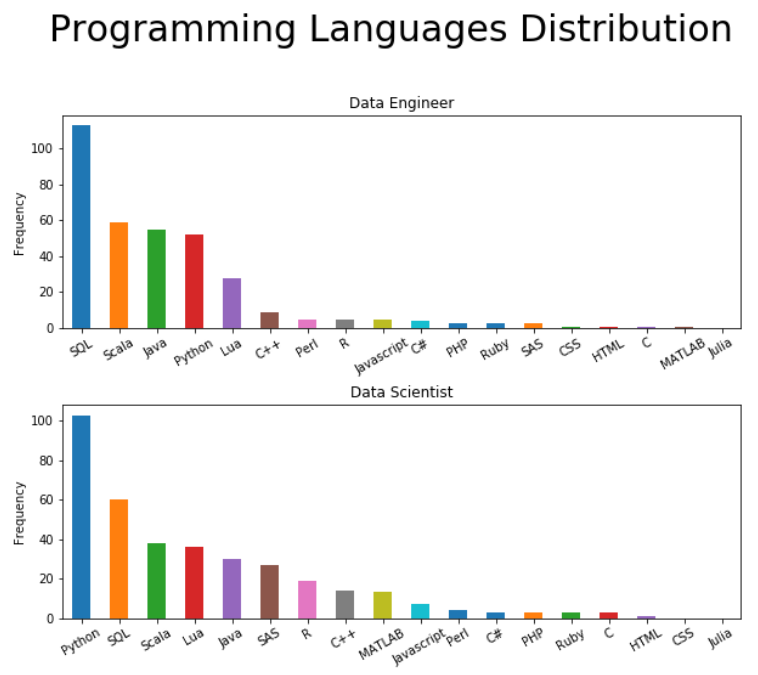 Programming Languages Distribution
Data Engineer
Frequency
100
80
60
40
20
0
SQL Scala Java Python Lua C++ Perl R Javascript C# PHP Ruby SAS CSS HTML C MATLAB Julia
Data Scientist
Frequency
100
80
60
40
20
0
Python SQL Scala Lua Java SAS R C++ MATLAB Javascript Perl C# PHP Ruby C HTML CSS Julia